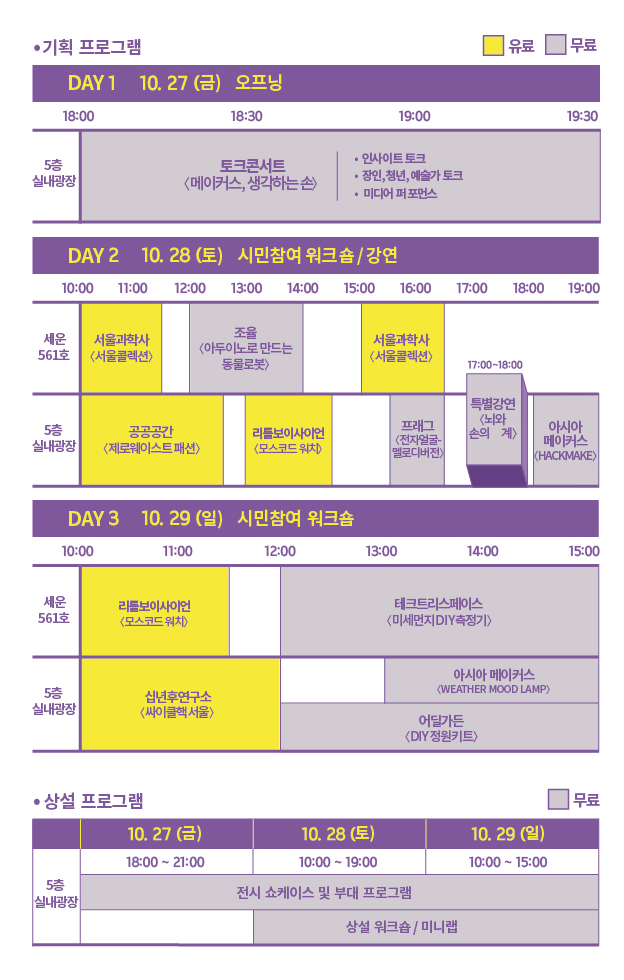 •기획 프로그램
유료
무료
DAY 1 10. 27 (금) 오프닝
18:00 18:30 19:00 19:30
5층
실내광장
토크콘서트
〈메이커스, 생각하는 손〉
• 인사이트 토크
• 장인,청년, 예술가 토크
• 미디어 퍼포먼스
DAY 2 10. 28 (토) 시민참여 워크숍 / 강연
10:00 11:00 12:00 13:00 14:00 15:00 16:00 17:00 18:00 19:00
세운
561호
서울과학사
〈서울콜렉션〉
조율
〈아두이노로 만드는
동물로봇〉
서울과학사
〈서울콜렉션〉
17:00~18:00
특별강연
〈뇌와
손의 계〉
5층
실내광장
공공공간
〈제로웨이스트 패션〉
리틀보이사이언
〈모스코드 워치〉
프래그
〈전자얼굴-
멜로디버전〉
아시아
메이커스
〈HACKMAKE〉
DAY 3 10. 29 (일) 시민참여 워크숍
10:00 11:00 12:00 13:00 14:00 15:00
세운
561호
리틀보이사이언
〈모스코드 워치〉
테크트리스페이스
〈미세먼지 DIY측정기〉
5층
실내광장
십년후연구소
〈싸이클핵 서울〉
아시아 메이커스
〈WEATHER MOOD LAMP〉
어딜가든
〈DIY 정원키트〉
• 상설 프로그램
무료
10. 27 (금) 10. 28 (토) 10. 29 (일)
18:00 ~ 21:00 10:00 ~ 19:00 10:00 ~ 15:00
5층
실내광장
전시 쇼케이스 및 부대 프로그램
상설 워크숍 / 미니랩